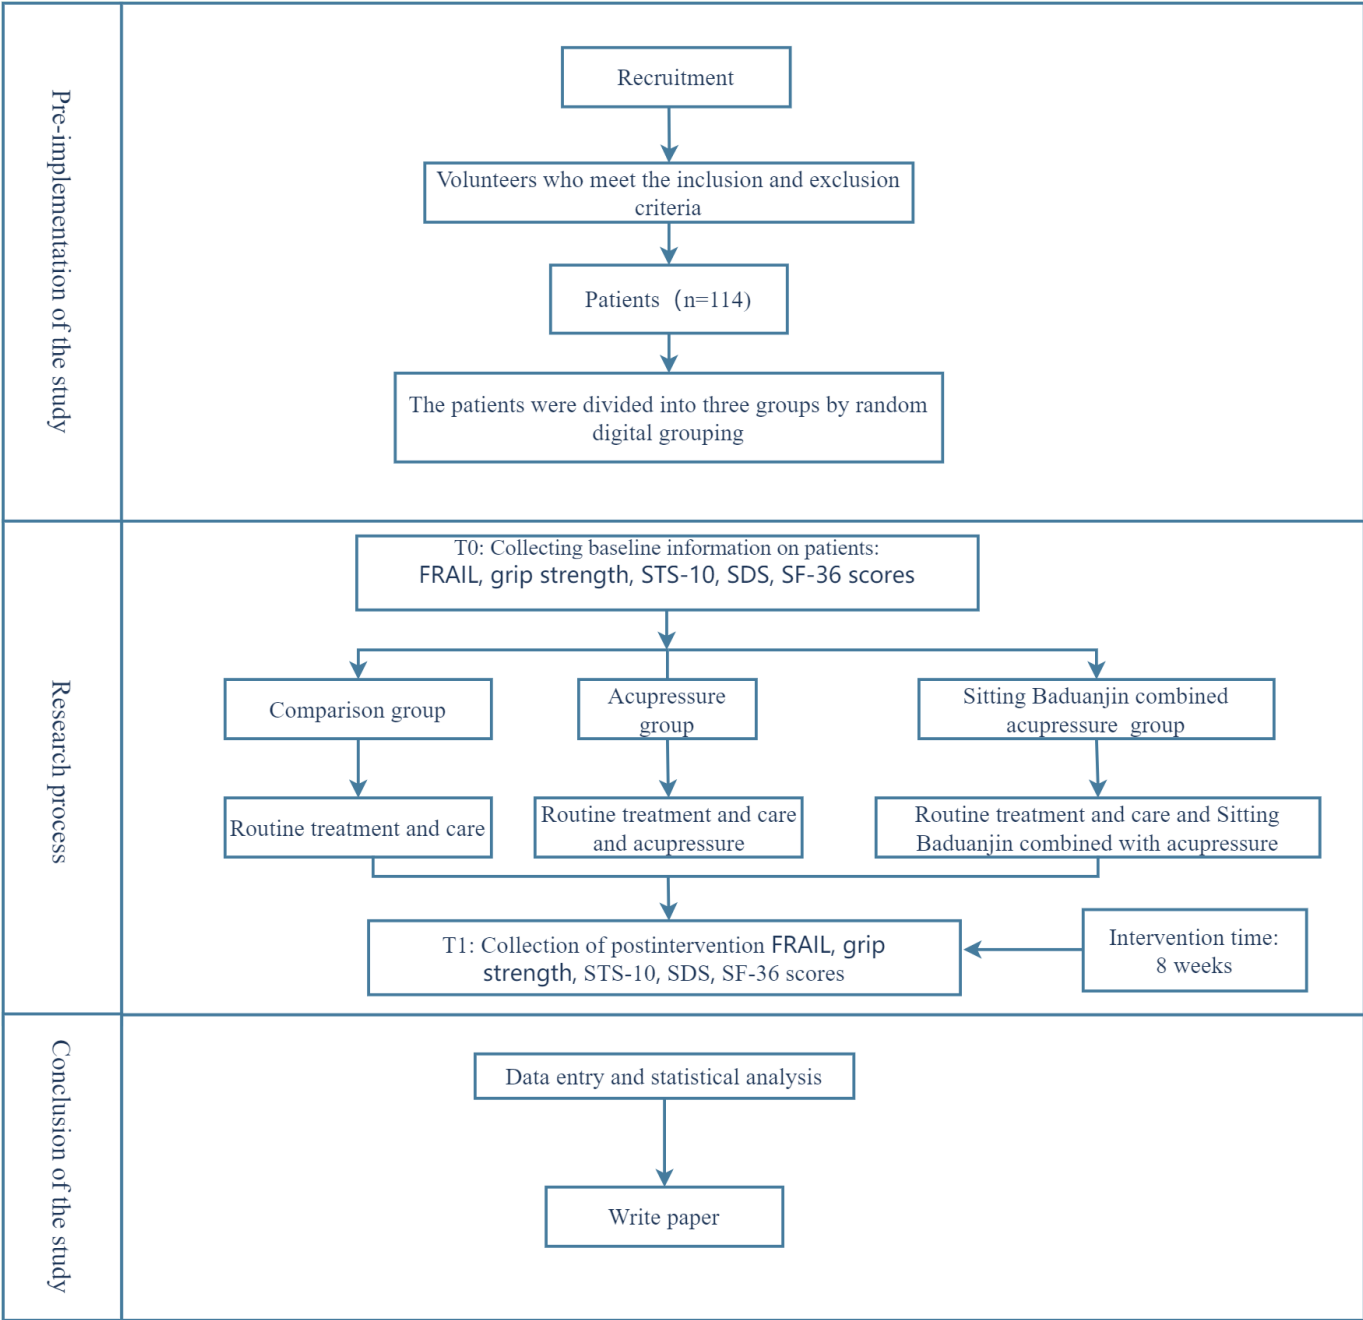 Pre-implementation of the study
Recruitment
Volunteers who meet the inclusion and exclusion
criteria
Patients（n=114)
The patients were divided into three groups by random
digital grouping
Research process
T0: Collecting baseline information on patients:
FRAIL, grip strength, STS-10, SDS, SF-36 scores
Comparison group
Acupressure
group
Sitting Baduanjin combined
acupressure group
Routine treatment and care
Routine treatment and care
and acupressure
Routine treatment and care and Sitting
Baduanjin combined with acupressure
T1: Collection of postintervention FRAIL, grip
strength, STS-10, SDS, SF-36 scores
Intervention time:
8 weeks
Conclusion of the study
Data entry and statistical analysis
Write paper